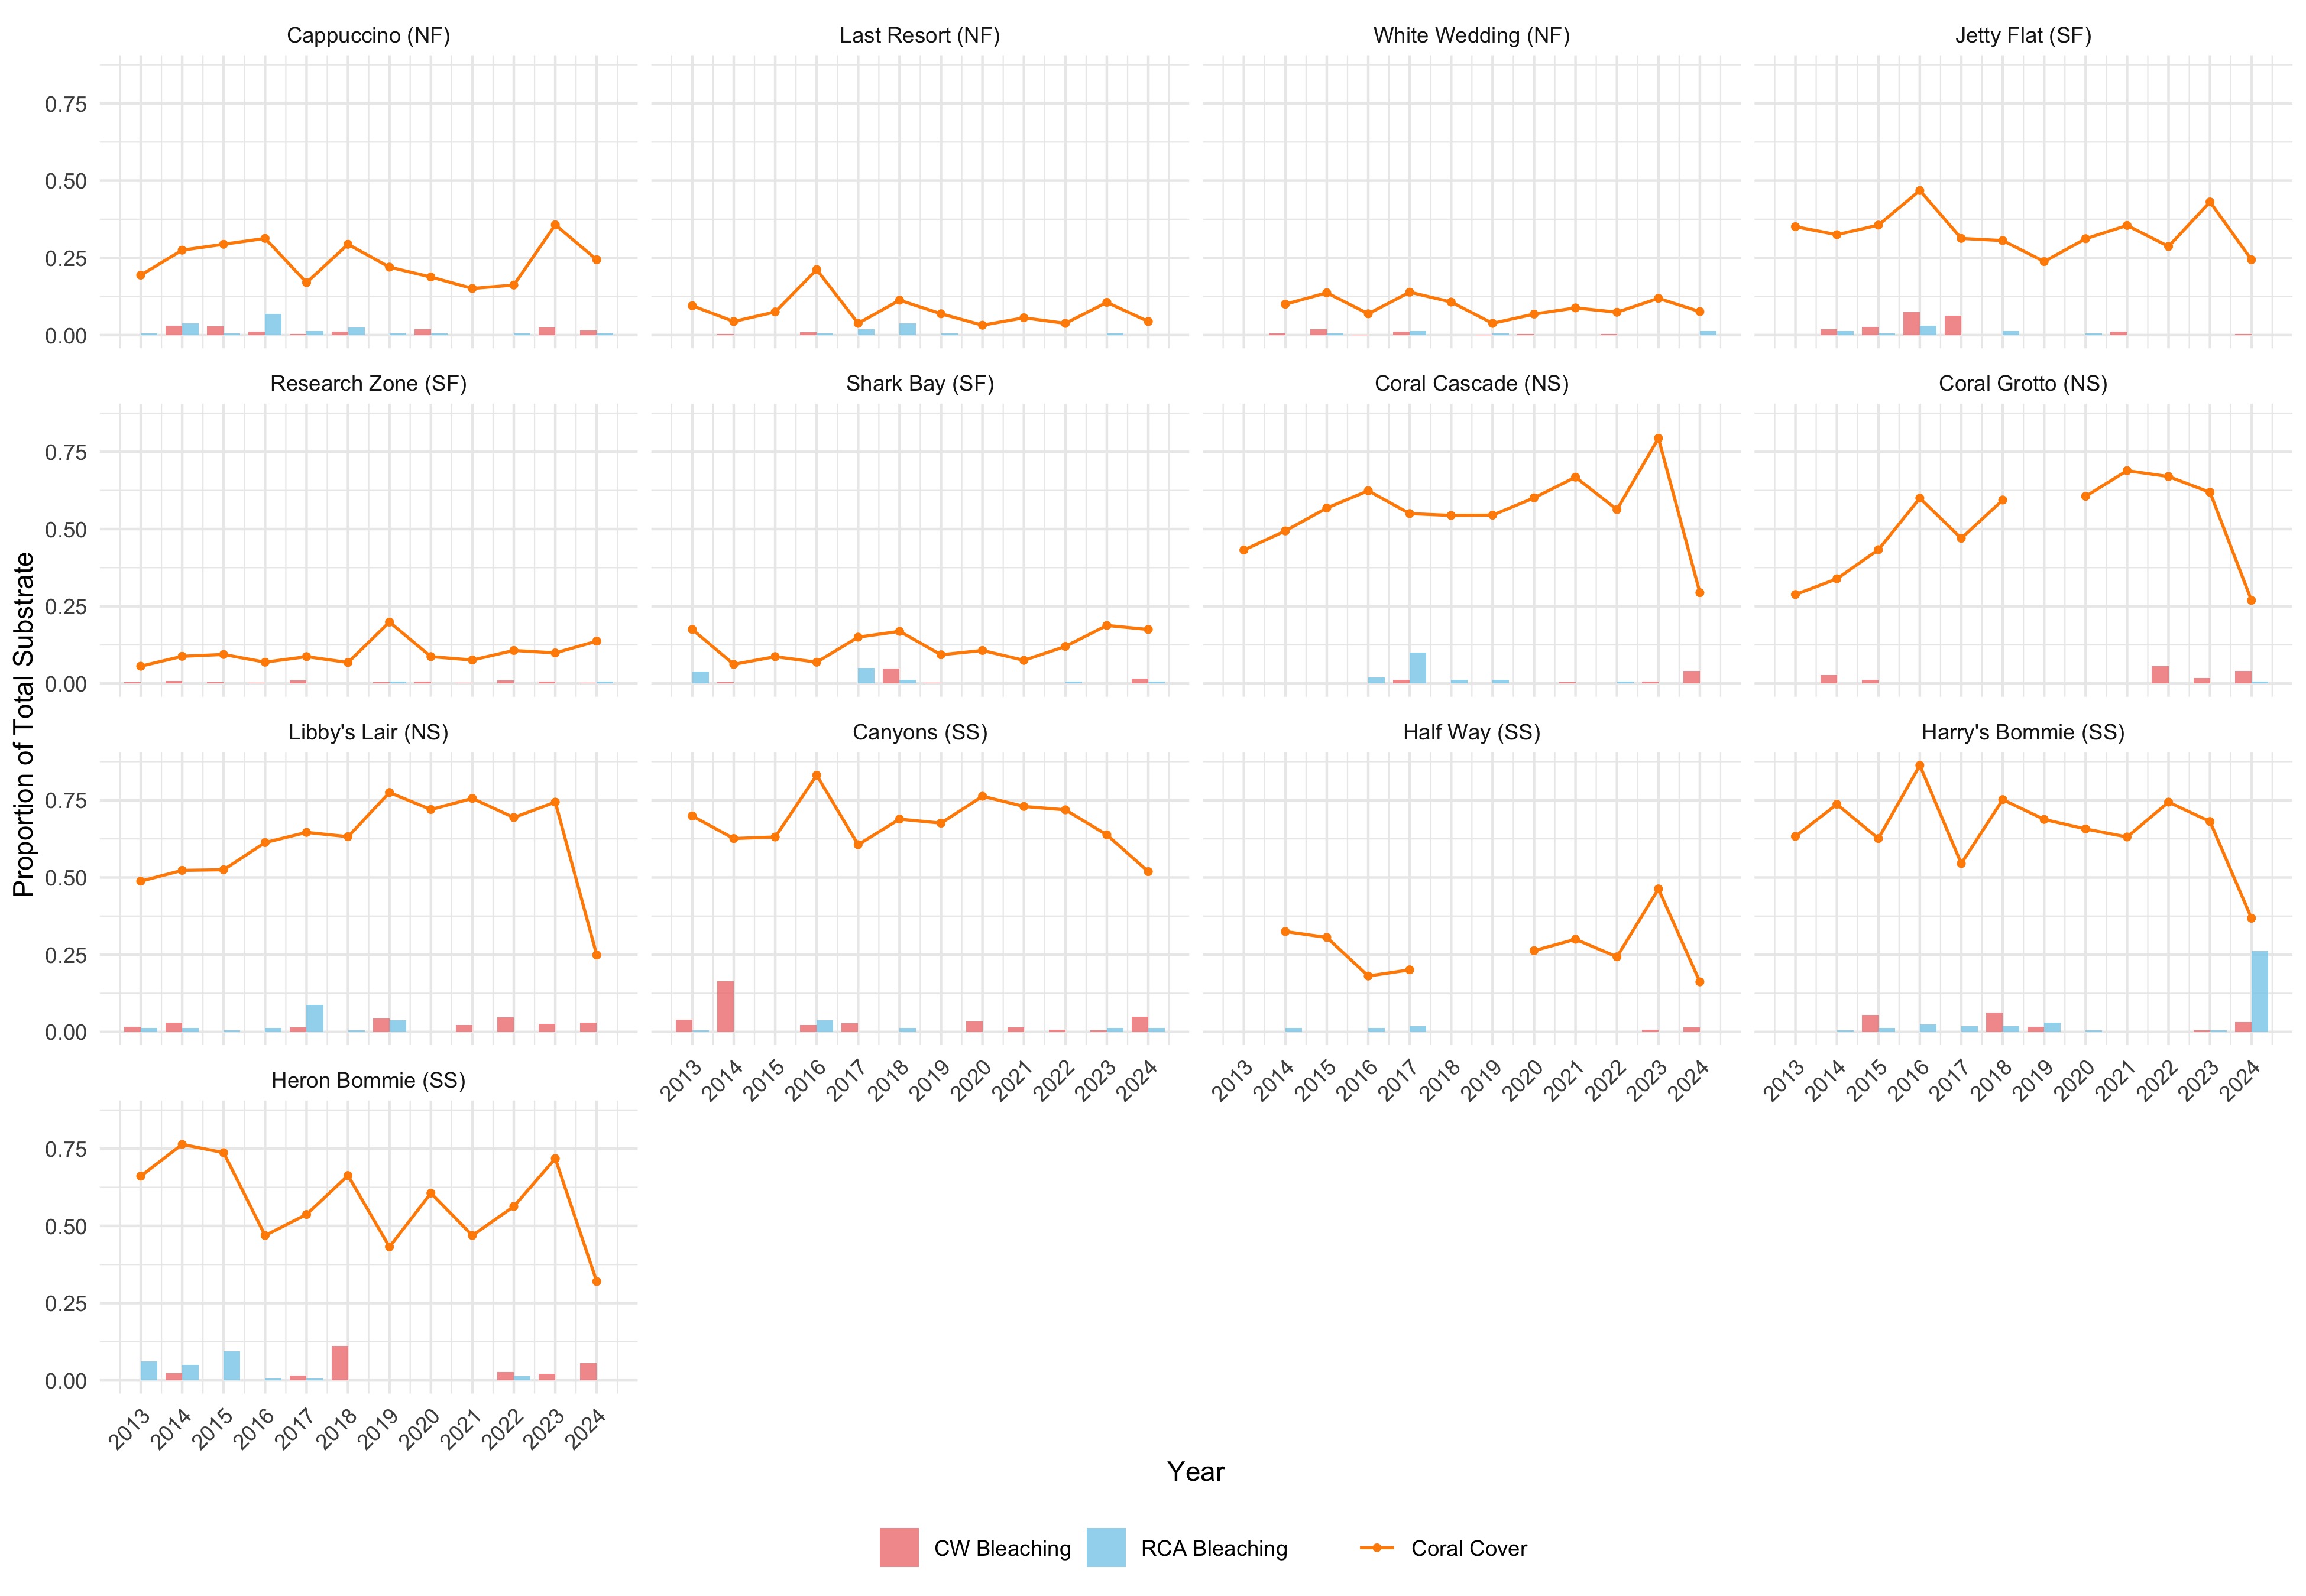 Cappuccino (NF) Last Resort (NF) White Wedding (NF) Jetty Flat (SF)
0.75
0.50
0.25
0.00
Research Zone (SF) Shark Bay (SF) Coral Cascade (NS) Coral Grotto (NS)
0.75
0.50
0.25
0.00
Proportion of Total Substrate
Libby's Lair (NS) Canyons (SS) Half Way (SS) Harry's Bommie (SS)
0.75
0.50
0.25
0.00
2013 2014 2015 2016 2017 2018 2019 2020 2021 2022 2023 2024 2013 2014 2015 2016 2017 2018 2019 2020 2021 2022 2023 2024 2013 2014 2015 2016 2017 2018 2019 2020 2021 2022 2023 2024
Heron Bommie (SS)
0.75
0.50
0.25
0.00
2013 2014 2015 2016 2017 2018 2019 2020 2021 2022 2023 2024
Year
CW Bleaching RCA Bleaching Coral Cover